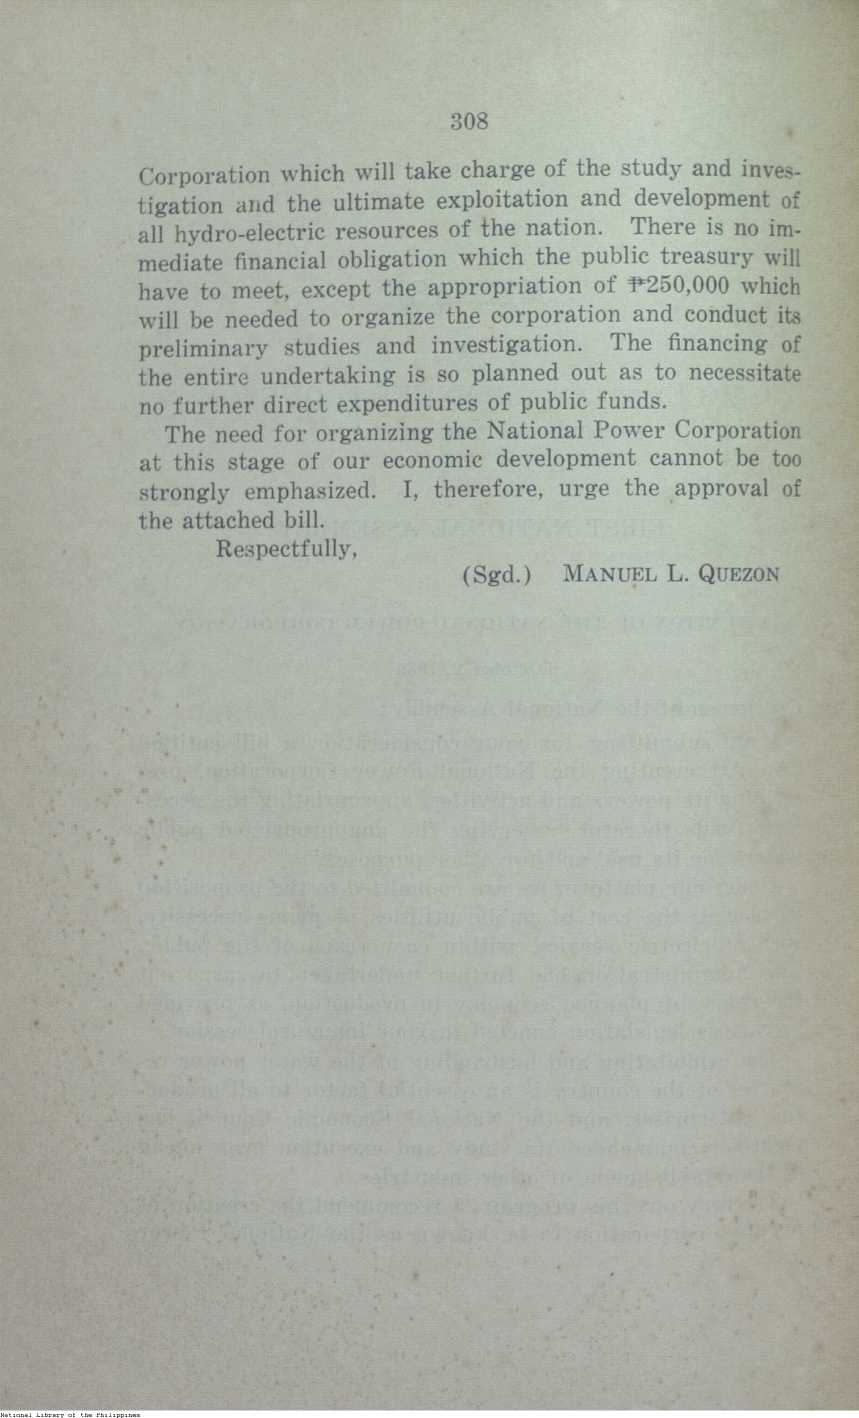 308
Corporation which will take charge of the study and inves-
tigation and the ultimate exploitation and development of
all hydro-electric resources of the nation. There is no im-
mediate financial obligation which the public treasury will
have to meet, except the appropriation of ₱250,000 which
will be needed to organize the corporation and conduct its
preliminary studies and investigation. The financing of
the entire undertaking is so planned out as to necessitate
no further direct expenditures of public funds.
The need for organizing the National Power Corporation
at this stage of our economic development cannot be too
strongly emphasized. I, therefore, urge the approval of
the attached bill.
Respectfully,
(Sgd.) MANUEL L. QUEZON
National Library of the Philippines